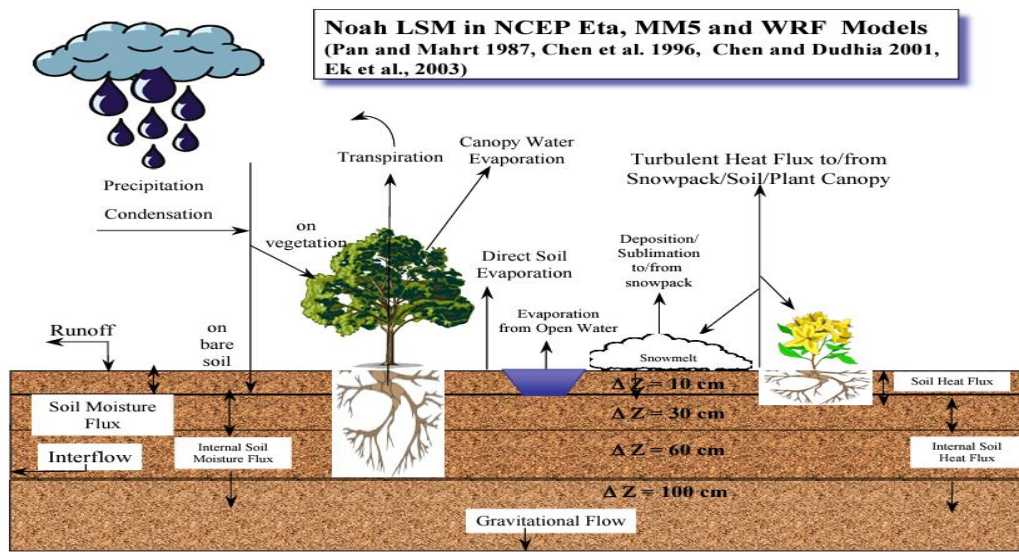 Noah LSM in NCEP Eta, MM5 and WRF Models
(Pan and Mahrt 1987, Chen et al. 1996, Chen and Dudhia 2001,
Ek et al., 2003)
Precipitation
Condensation
on
vegetation
on
bare
soil
Runoff
Transpiration
Canopy Water
Evaporation
Direct Soil
Evaporation
Evaporation
from Open Water
Turbulent Heat Flux to/from
Snowpack/Soil/Plant Canopy
Deposition/
Sublimation
to/from
snowpack
Snowmelt
Δ Z = 10 cm
Δ Z = 30 cm
Δ Z = 60 cm
Δ Z = 100 cm
Soil Moisture
Flux
Internal Soil
Moisture Flux
Interflow
Soil Heat Flux
Internal Soil
Heat Flux
Gravitational Flow